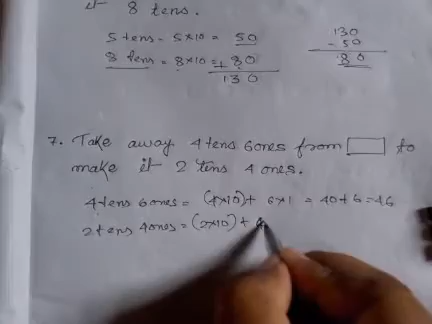 it 8 tens.
5 tens - 5×10 = 50
8 tens = 8×10 = + 80
130
130
- 50
80
7. Take away 4 tens 6 ones from to
make it 2 tens 4 ones.
4 tens 6 ones = (4×10) + 6×1 = 40+6=46
2 tens 4 ones = (2×10) +